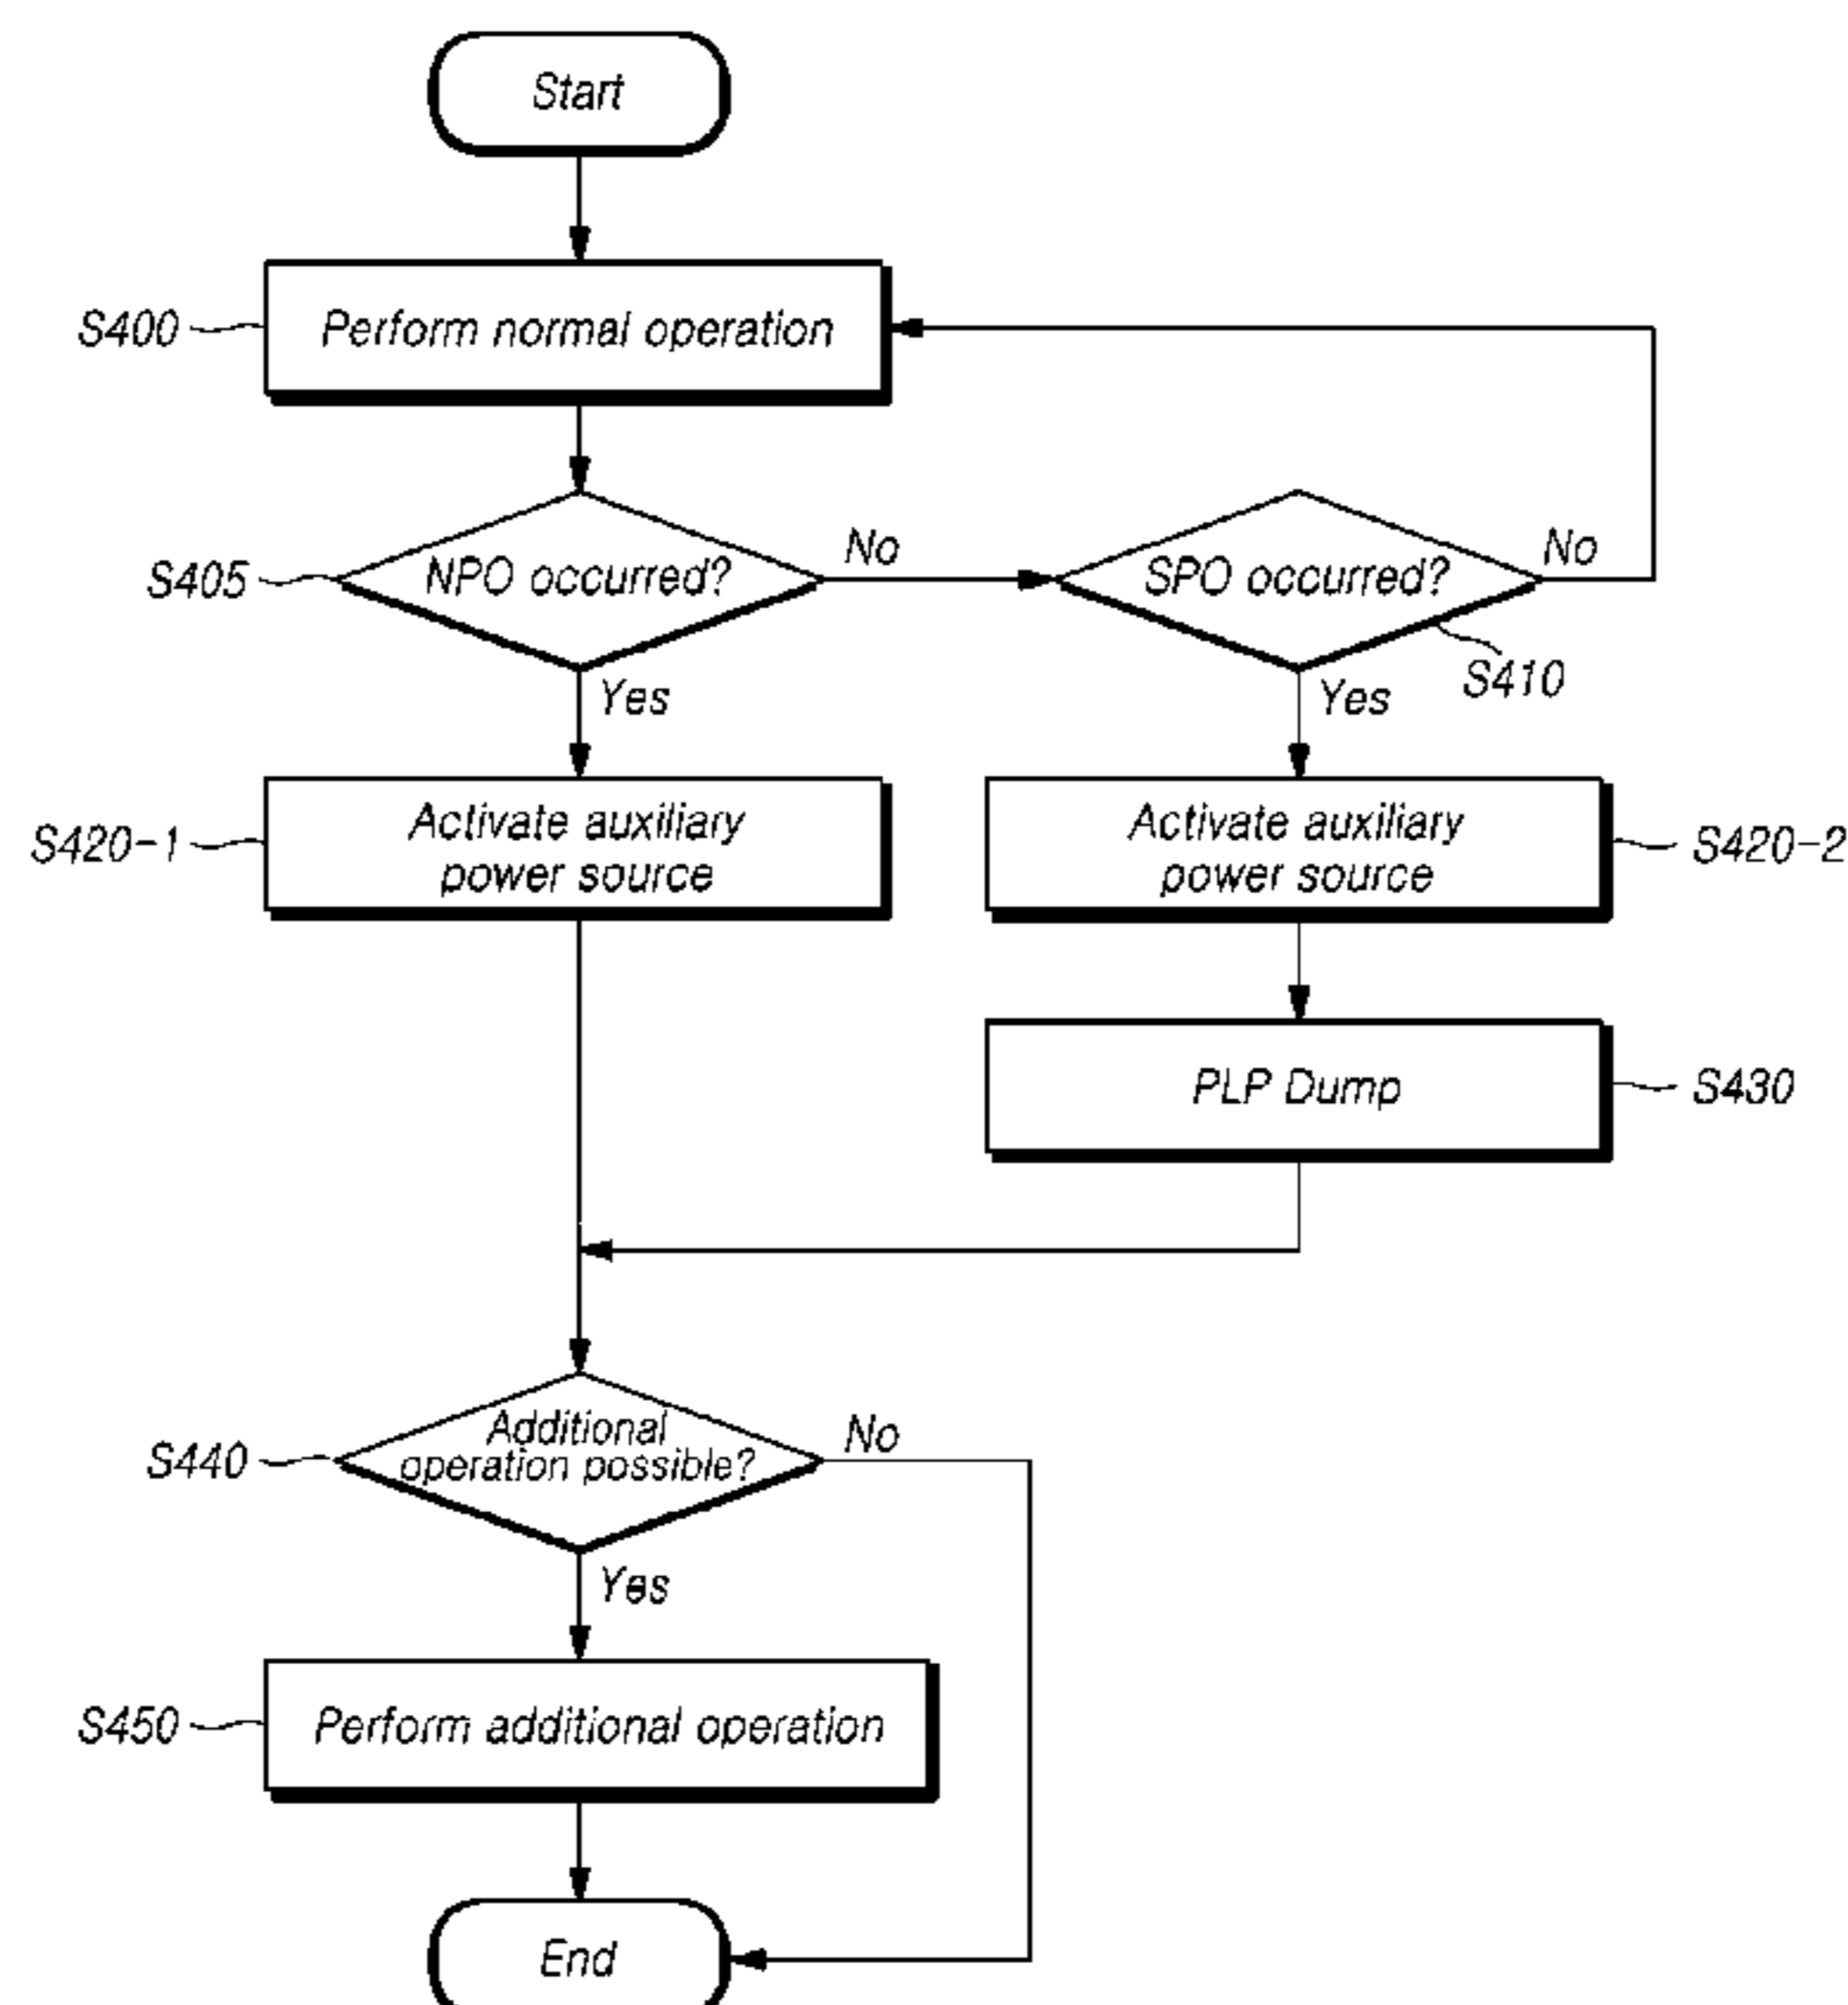 Start
S400
Perform normal operation
S405
NPO occurred?
No
SPO occurred?
No
S410
Yes
Yes
S420-1
Activate auxiliary
power source
Activate auxiliary
power source
S420-2
PLP Dump
S430
S440
Additional
operation possible?
No
Yes
S450
Perform additional operation
End